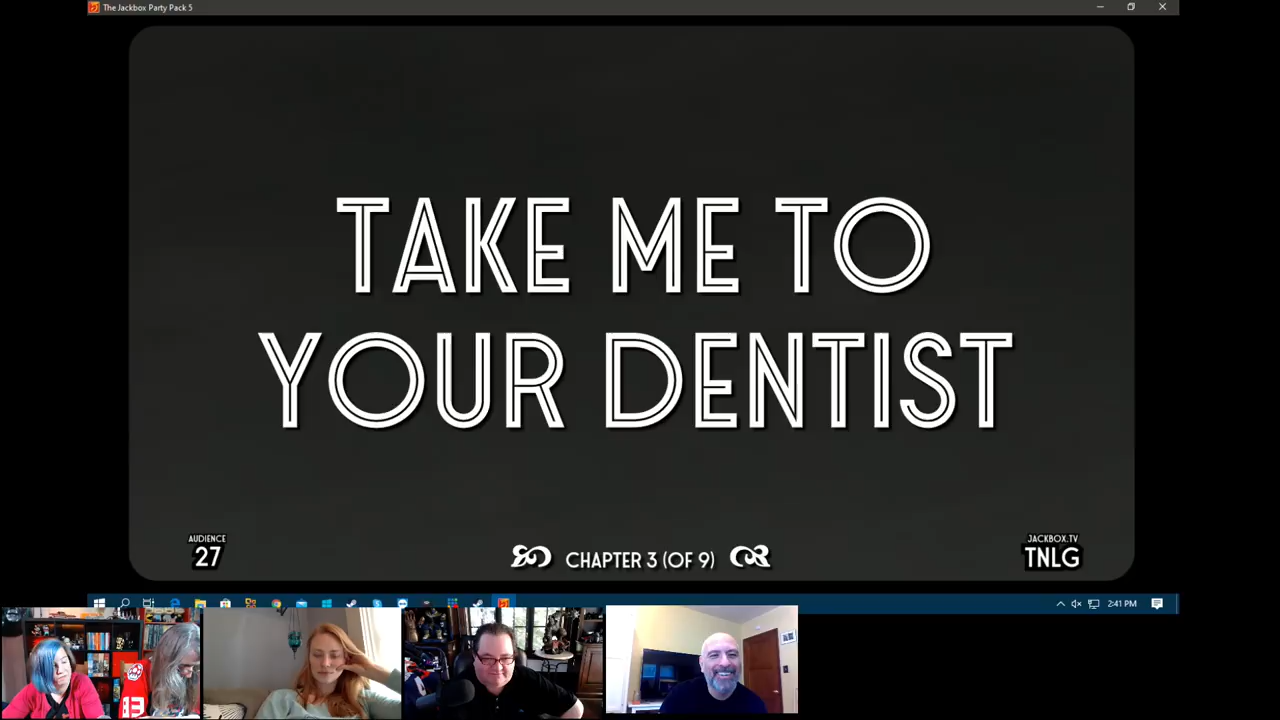 The Jackbox Party Pack 5
TAKE ME TO
YOUR DENTIST
AUDIENCE
27
CHAPTER 3 (OF 9)
JACKBOX.TV
TNLG
2:41 PM
13